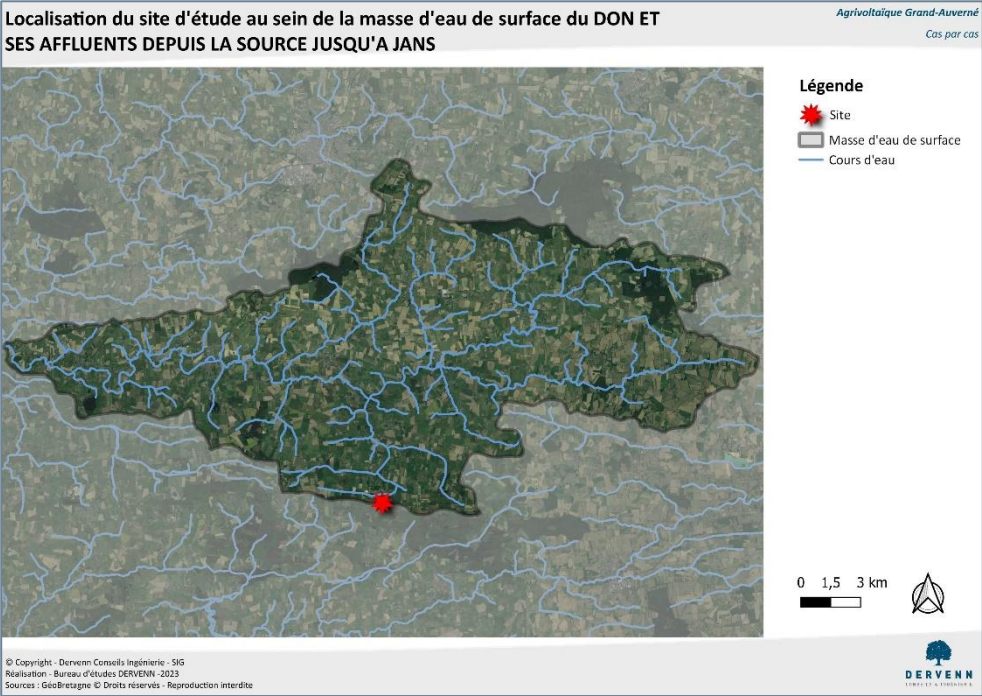 Localisation du site d'étude au sein de la masse d'eau de surface du DON ET
SES AFFLUENTS DEPUIS LA SOURCE JUSQU'A JANS
Agrivoltaïque Grand-Auverné
Cas par cas
Légende
Site
Masse d'eau de surface
Cours d'eau
0 1,5 3 km
© Copyright - Dervenn Conseils Ingénierie - SIG
Réalisation - Bureau d'études DERVENN -2023
Sources : GéoBretagne © Droits réservés - Reproduction interdite
DERVENN
CONSEILS & INGÉNIERIE